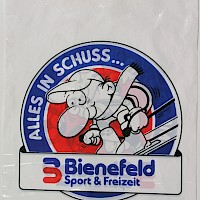 ALLES IN SCHUSS...
Bienefeld
Sport & Freizeit